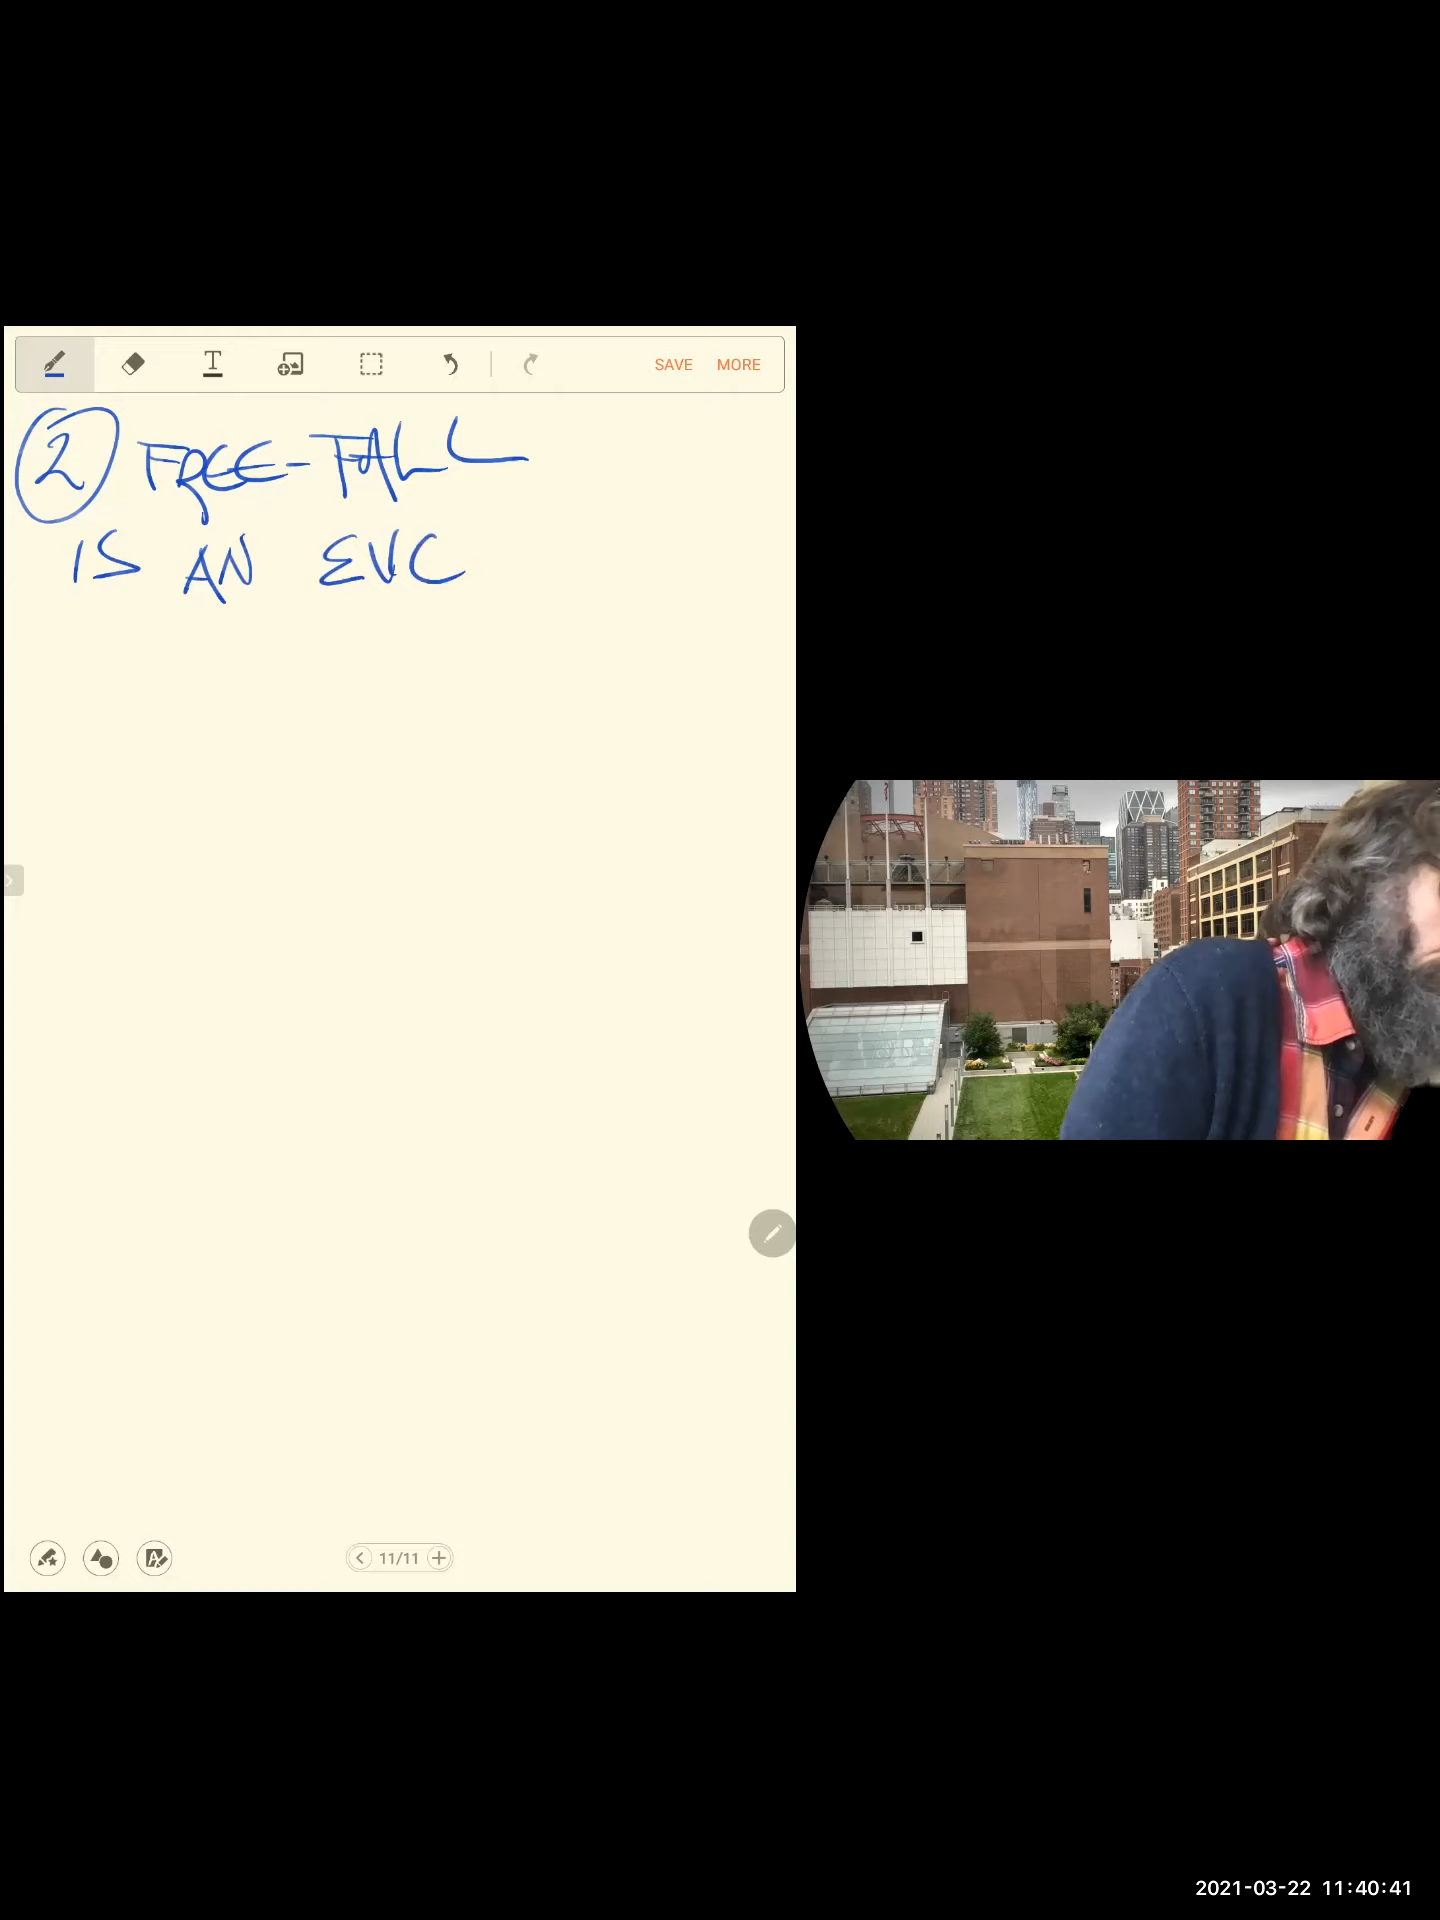 T
SAVE
MORE
2 FREE-FALL
IS AN EVC
A
11/11
2021-03-22 11:40:41